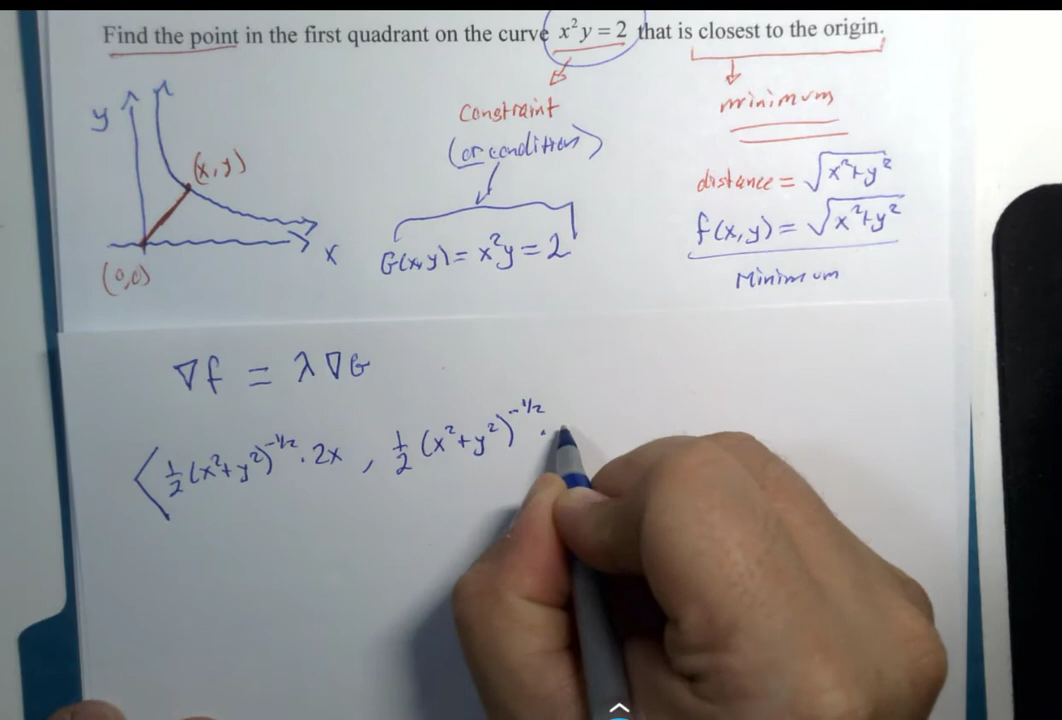 Find the point in the first quadrant on the curve x²y = 2 that is closest to the origin.
y
(x,y)
x
(0,0)
Constraint
(or condition)
G(x,y) = x²y = 2
minimum
distance = √x²+y²
f(x,y) = √x²+y²
Minimum
∇f = λ∇G
⟨ 1/2 (x²+y²)^-1/2 · 2x , 1/2 (x²+y²)^-1/2 ·